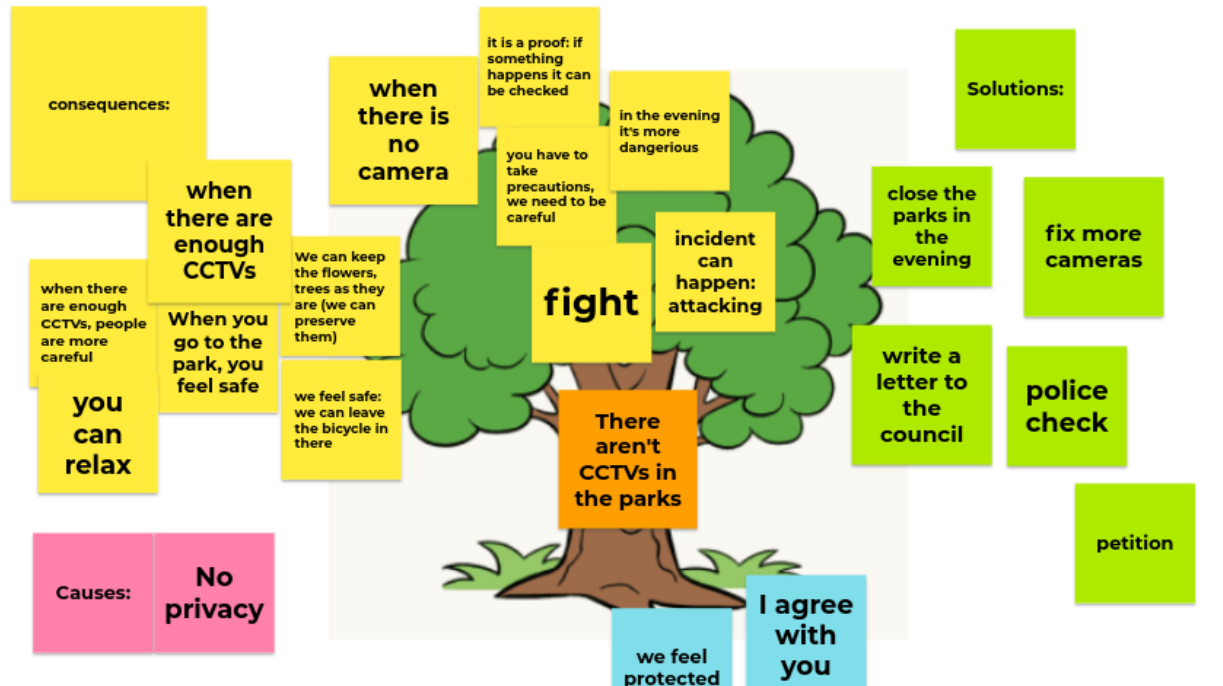 consequences:
when
there are
enough
CCTVs
when there
are enough
CCTVs, people
are more
careful
When you
go to the
park, you
feel safe
you
can
relax
We can keep
the flowers,
trees as they
are (we can
preserve
them)
we feel safe:
we can leave
the bicycle in
there
when
there is
no
camera
it is a proof: if
something
happens it can
be checked
in the evening
it's more
dangerious
you have to
take
precautions,
we need to be
careful
incident
can
happen:
attacking
fight
There
aren't
CCTVs in
the parks
Solutions:
close the
parks in
the
evening
fix more
cameras
write a
letter to
the
council
police
check
petition
Causes:
No
privacy
we feel
protected
I agree
with
you